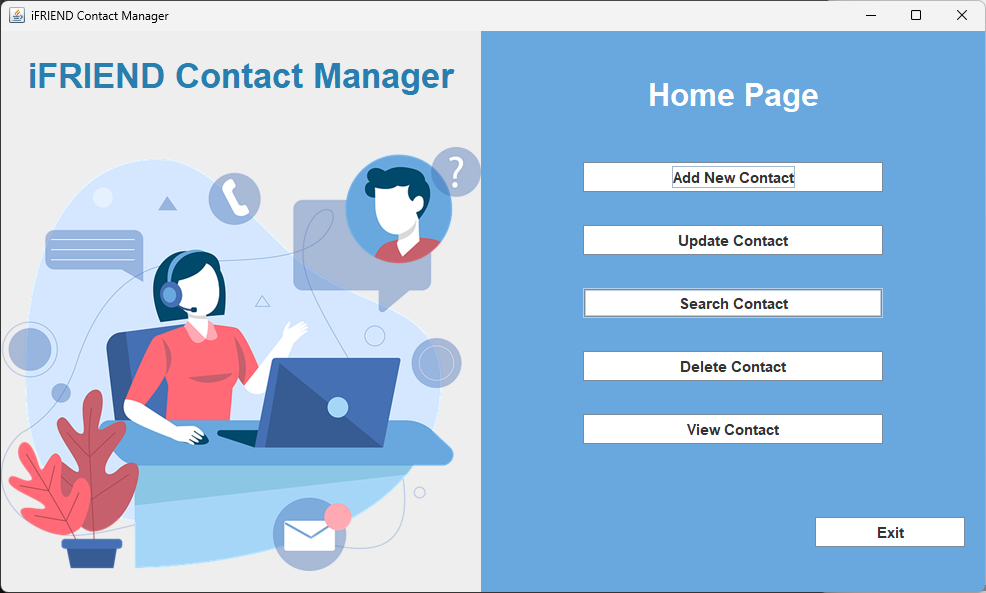 iFRIEND Contact Manager
iFRIEND Contact Manager
Home Page
?
Add New Contact
Update Contact
Search Contact
Delete Contact
View Contact
Exit